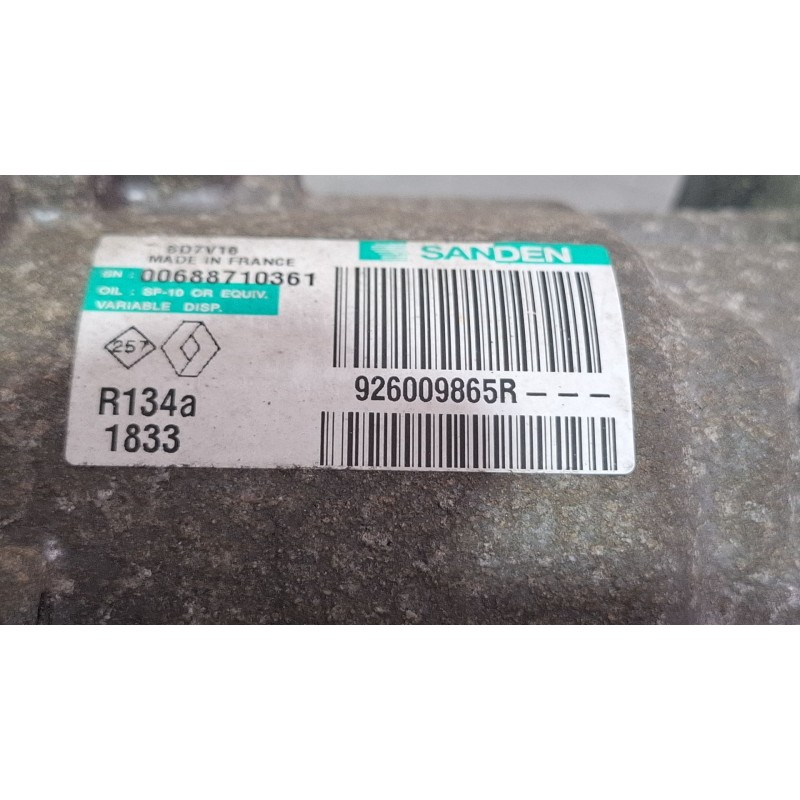 SD7V16
MADE IN FRANCE
SN: 00688710361
OIL : SP-10 OR EQUIV.
VARIABLE DISP.
257
R134a
1833
SANDEN
926009865R - - -